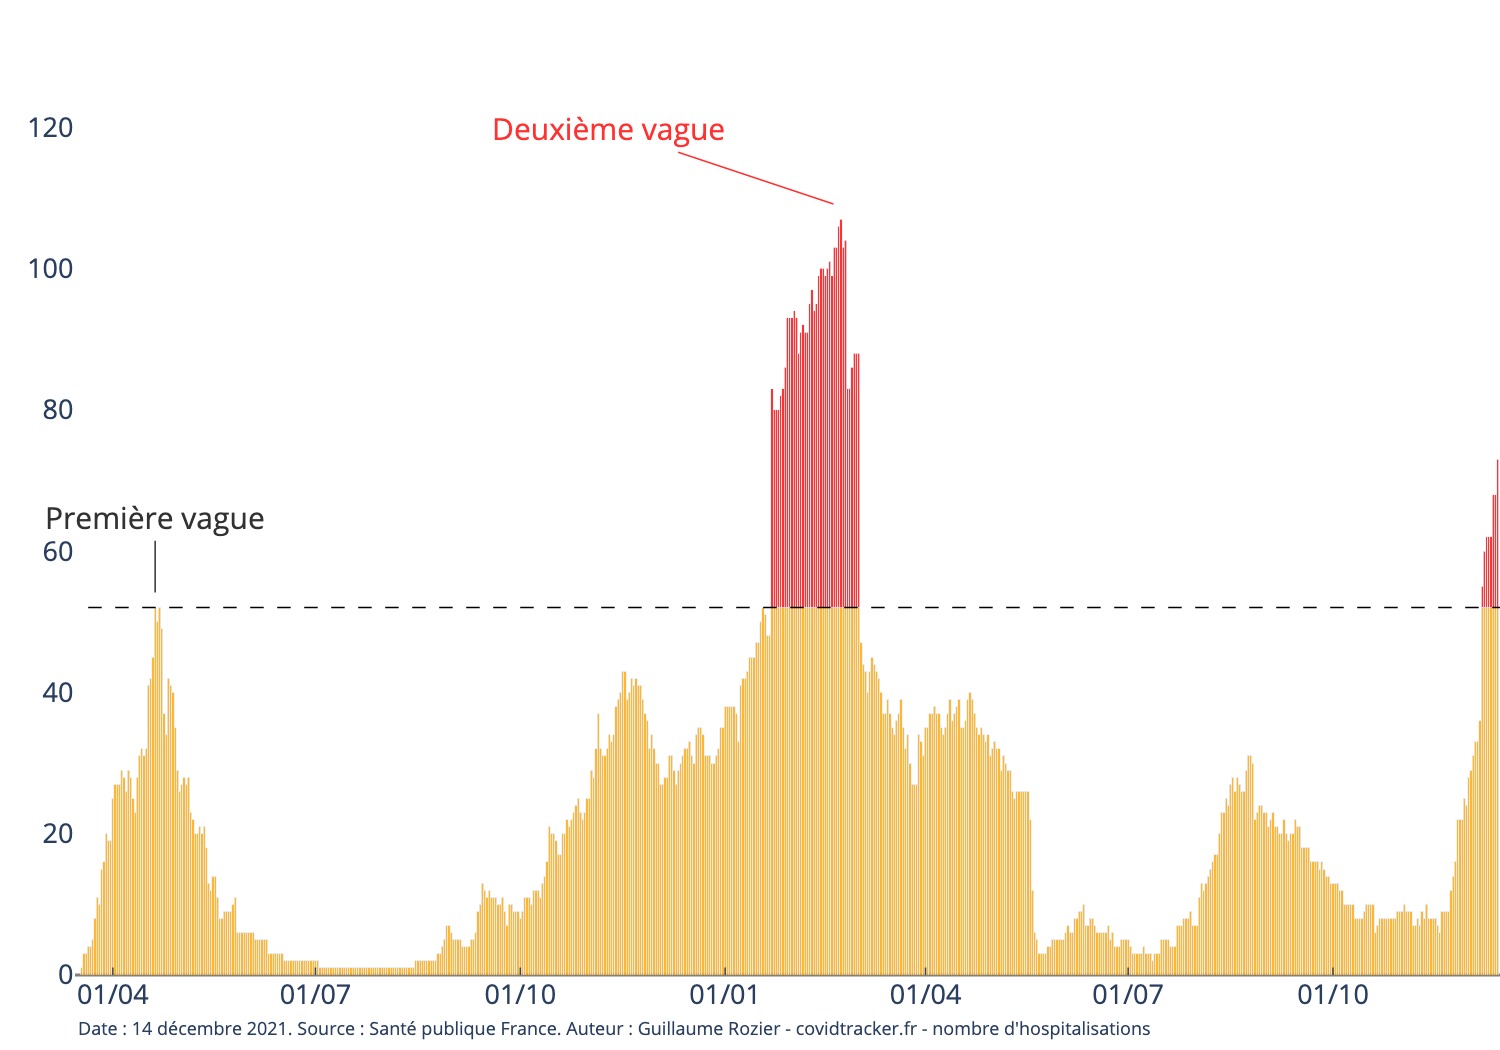 120
Deuxième vague
100
80
Première vague
60
40
20
0
01/04 01/07 01/10 01/01 01/04 01/07 01/10
Date : 14 décembre 2021. Source : Santé publique France. Auteur : Guillaume Rozier - covidtracker.fr - nombre d'hospitalisations